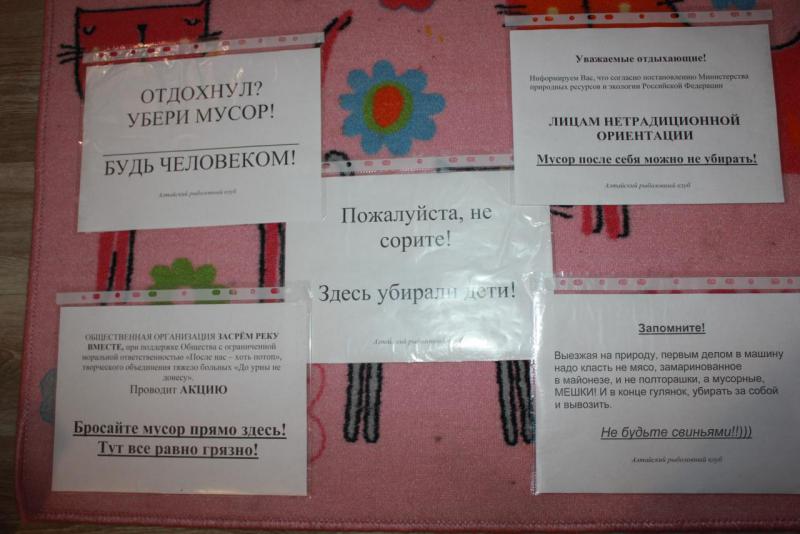 ОТДОХНУЛ?
УБЕРИ МУСОР!
БУДЬ ЧЕЛОВЕКОМ!
Алтайский рыболовный клуб
Уважаемые отдыхающие!
Информируем Вас, что согласно постановлению Министерства
природных ресурсов и экологии Российской Федерации
ЛИЦАМ НЕТРАДИЦИОННОЙ
ОРИЕНТАЦИИ
Мусор после себя можно не убирать!
Алтайский рыболовный клуб
Пожалуйста, не
сорите!
Здесь убирали дети!
Алтайский рыболовный клуб
ОБЩЕСТВЕННАЯ ОРГАНИЗАЦИЯ ЗАСРЁМ РЕКУ
ВМЕСТЕ, при поддержке Общества с ограниченной
моральной ответственностью «После нас – хоть потоп»,
творческого объединения тяжело больных «До урны не
донесу».
Проводит АКЦИЮ
Бросайте мусор прямо здесь!
Тут все равно грязно!
Запомните!
Выезжая на природу, первым делом в машину
надо класть не мясо, замаринованное
в майонезе, и не полторашки, а мусорные,
МЕШКИ! И в конце гулянок, убирать за собой
и вывозить.
Не будьте свиньями!!)))
Алтайский рыболовный клуб